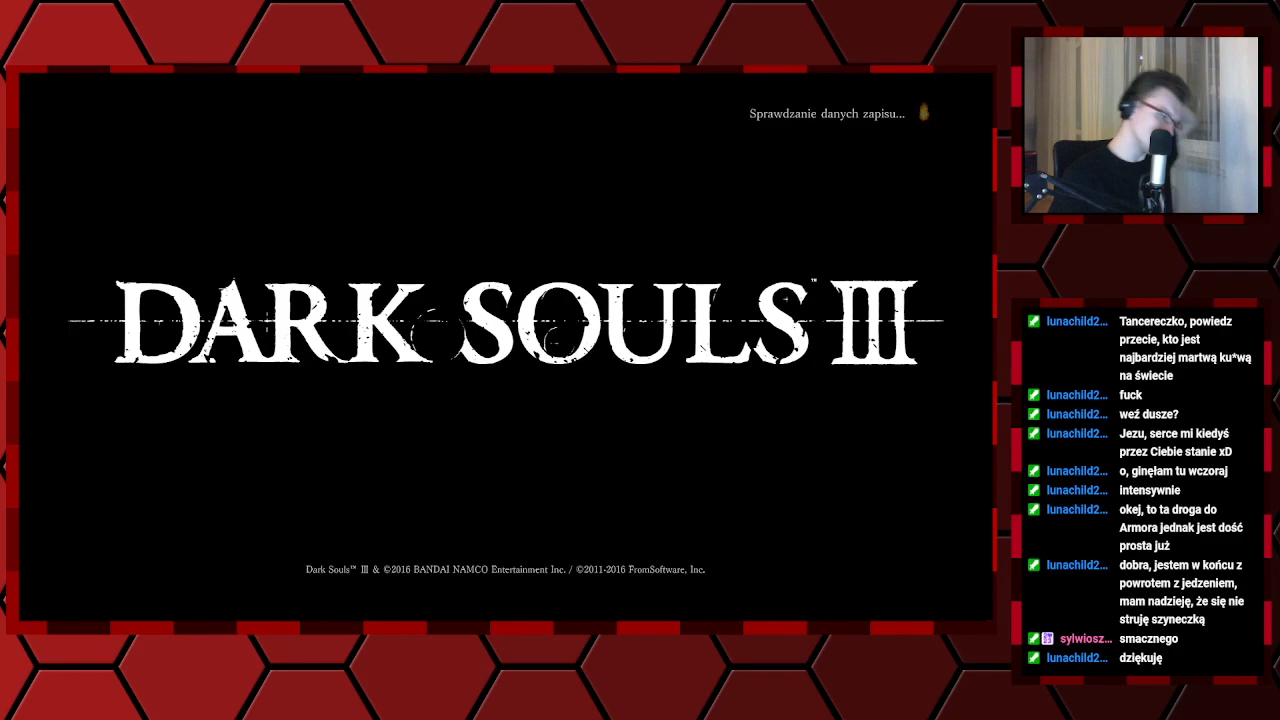 Sprawdzanie danych zapisu...
DARK SOULS™ III
Dark Souls™ III & ©2016 BANDAI NAMCO Entertainment Inc. / ©2011-2016 FromSoftware, Inc.
lunachild2... Tancereczko, powiedz
przecie, kto jest
najbardziej martwą ku*wą
na świecie
lunachild2... fuck
lunachild2... weź dusze?
lunachild2... Jezu, serce mi kiedyś
przez Ciebie stanie xD
lunachild2... o, ginęłam tu wczoraj
lunachild2... intensywnie
lunachild2... okej, to ta droga do
Armora jednak jest dość
prosta już
lunachild2... dobra, jestem w końcu z
powrotem z jedzeniem,
mam nadzieję, że się nie
struję szyneczką
sylwiosz... smacznego
lunachild2... dziękuję